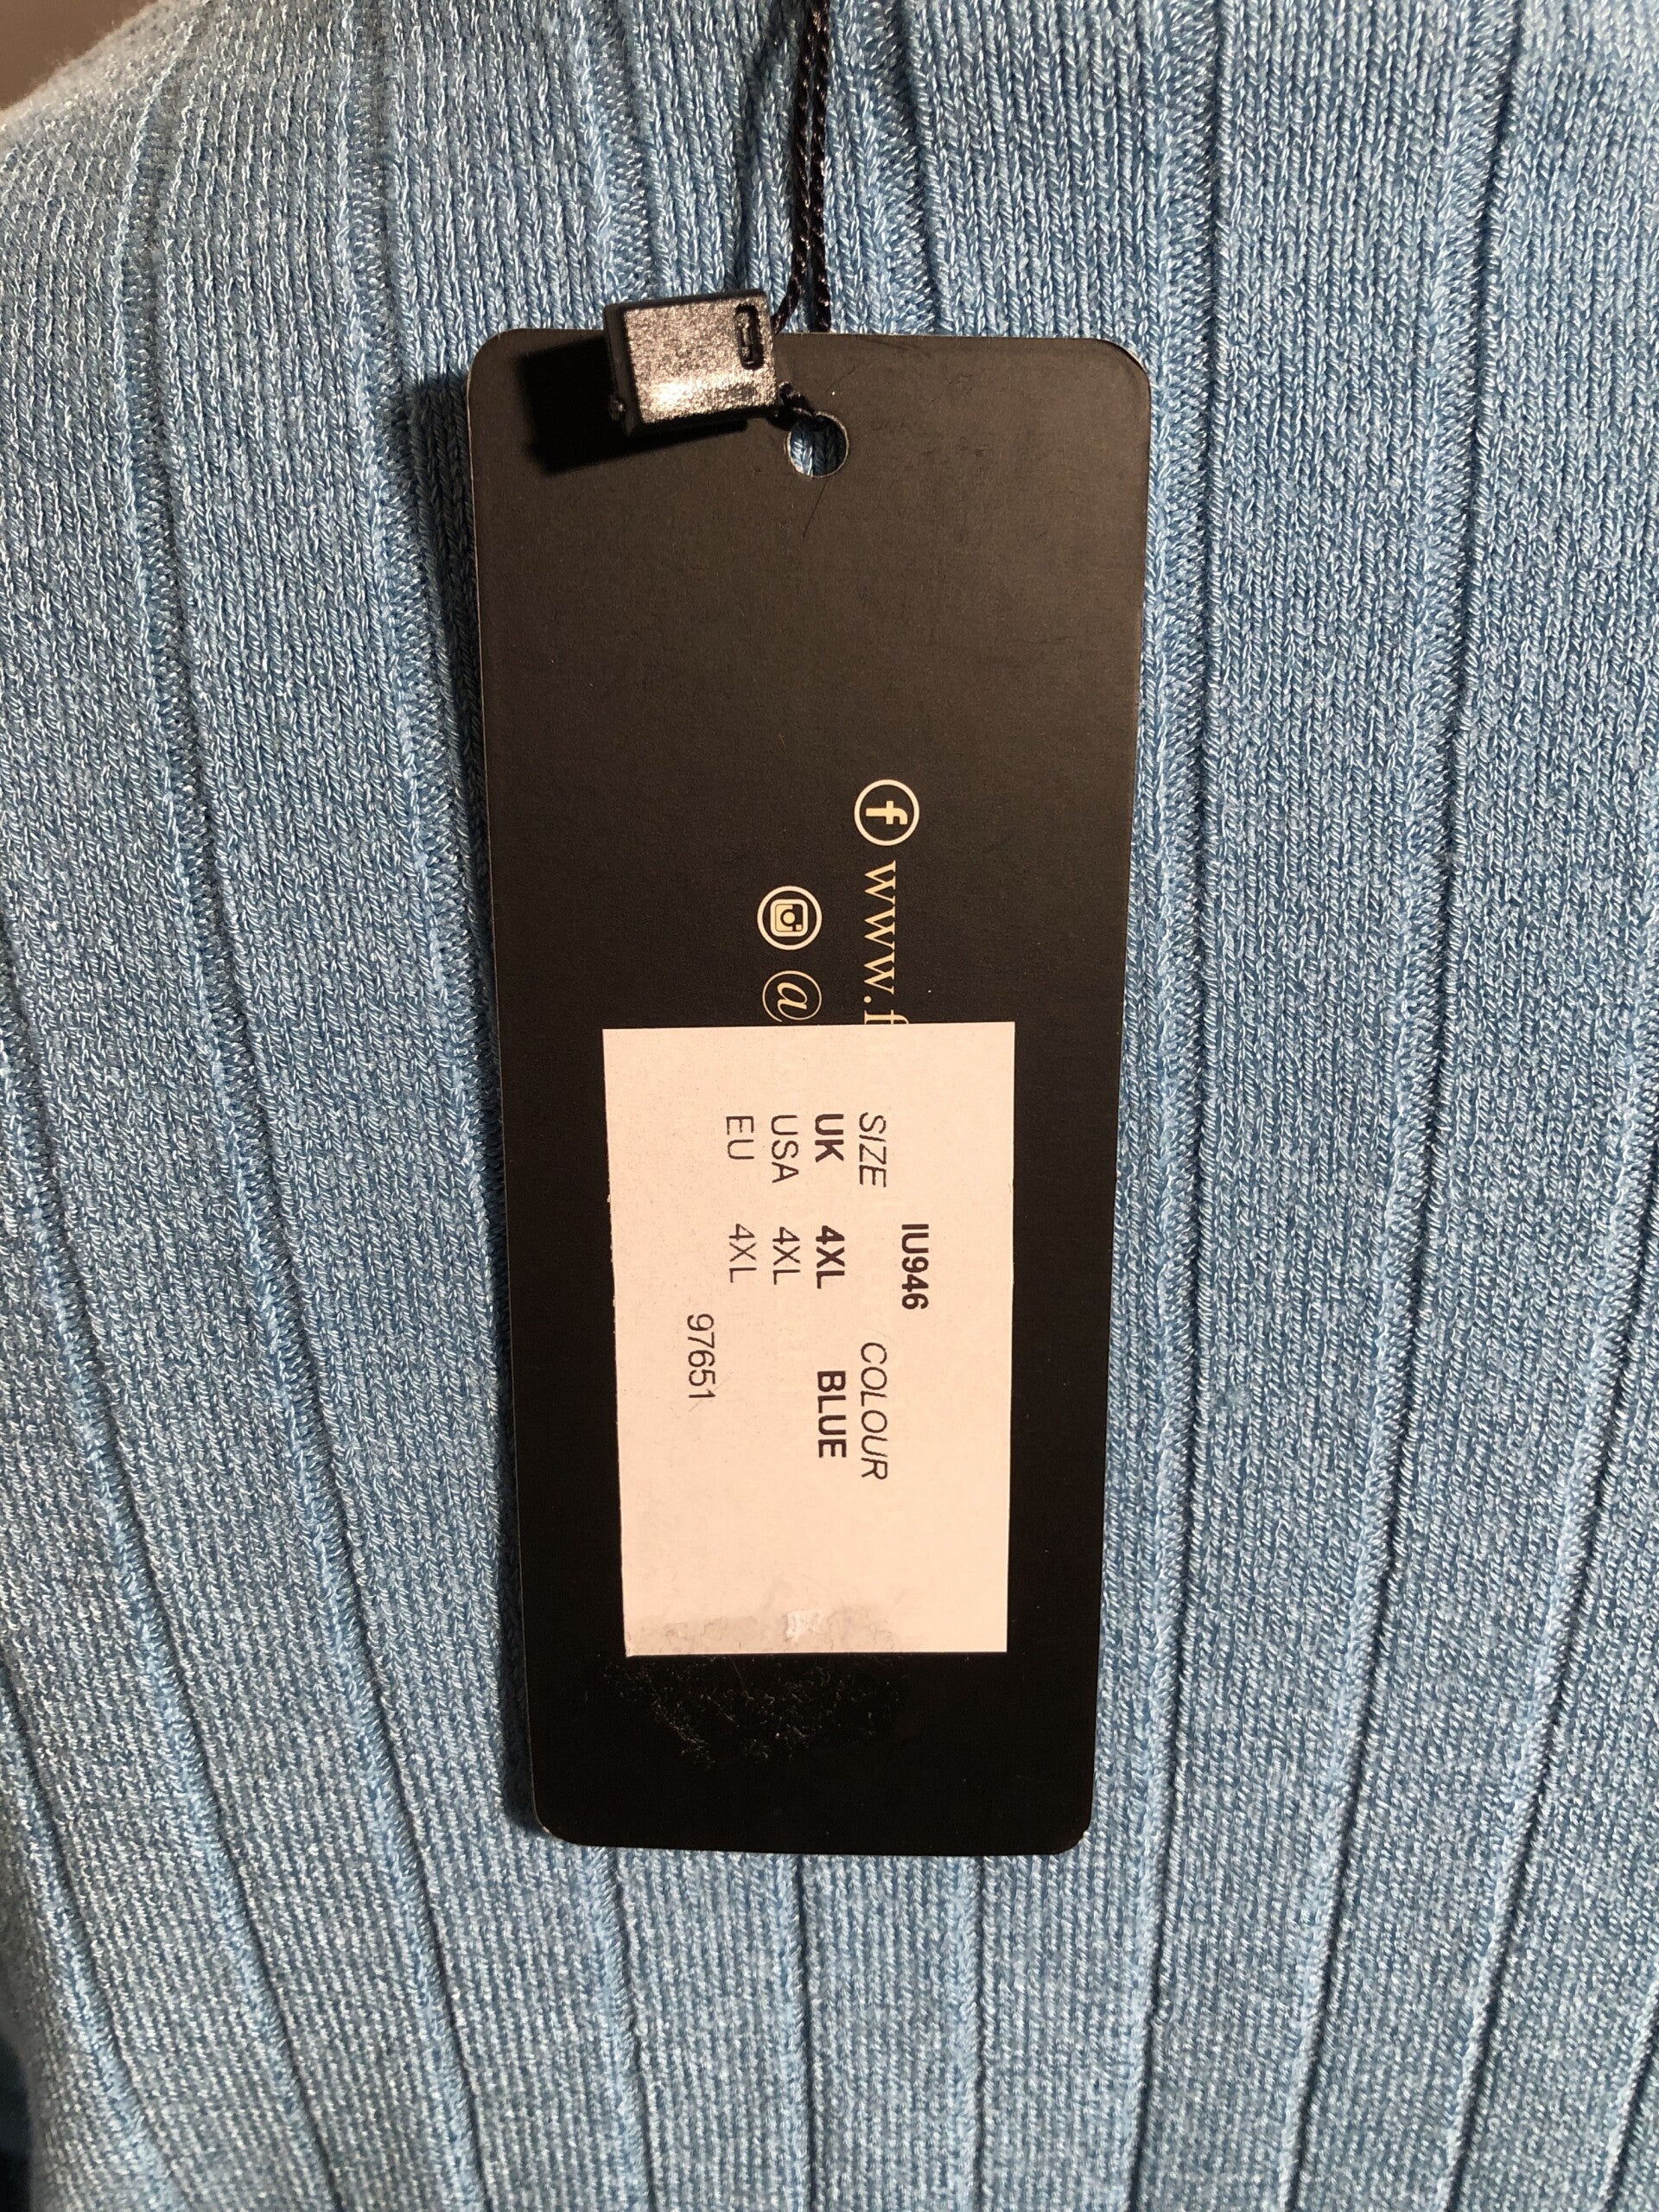 www.f
@
IU946
SIZE COLOUR
UK 4XL BLUE
USA 4XL
EU 4XL
97651